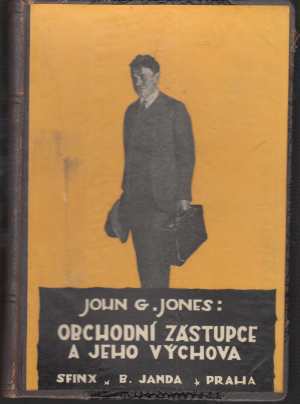 JOHN G. JONES:
OBCHODNÍ ZÁSTUPCE
A JEHO VÝCHOVA
SFINX B. JANDA PRAHA